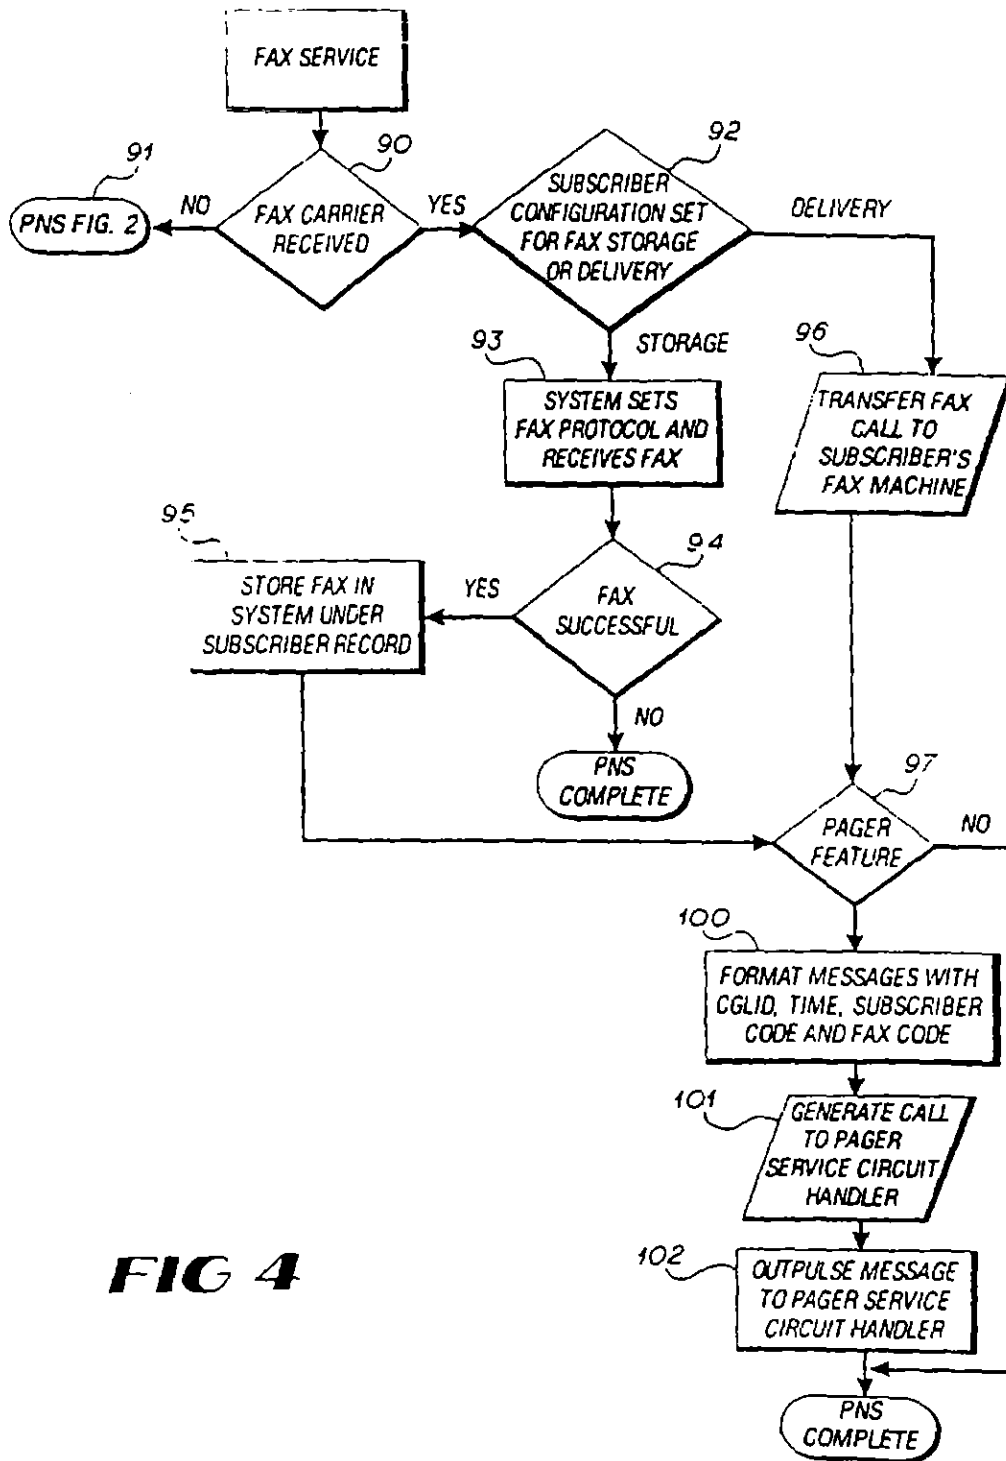 FAX SERVICE
90
FAX CARRIER
RECEIVED
NO
91
PNS FIG. 2
YES
92
SUBSCRIBER
CONFIGURATION SET
FOR FAX STORAGE
OR DELIVERY
DELIVERY
STORAGE
93
SYSTEM SETS
FAX PROTOCOL AND
RECEIVES FAX
96
TRANSFER FAX
CALL TO
SUBSCRIBER'S
FAX MACHINE
94
FAX
SUCCESSFUL
YES
95
STORE FAX IN
SYSTEM UNDER
SUBSCRIBER RECORD
NO
PNS
COMPLETE
97
PAGER
FEATURE
NO
100
FORMAT MESSAGES WITH
CGLID, TIME, SUBSCRIBER
CODE AND FAX CODE
101
GENERATE CALL
TO PAGER
SERVICE CIRCUIT
HANDLER
102
OUTPULSE MESSAGE
TO PAGER SERVICE
CIRCUIT HANDLER
PNS
COMPLETE
FIG 4